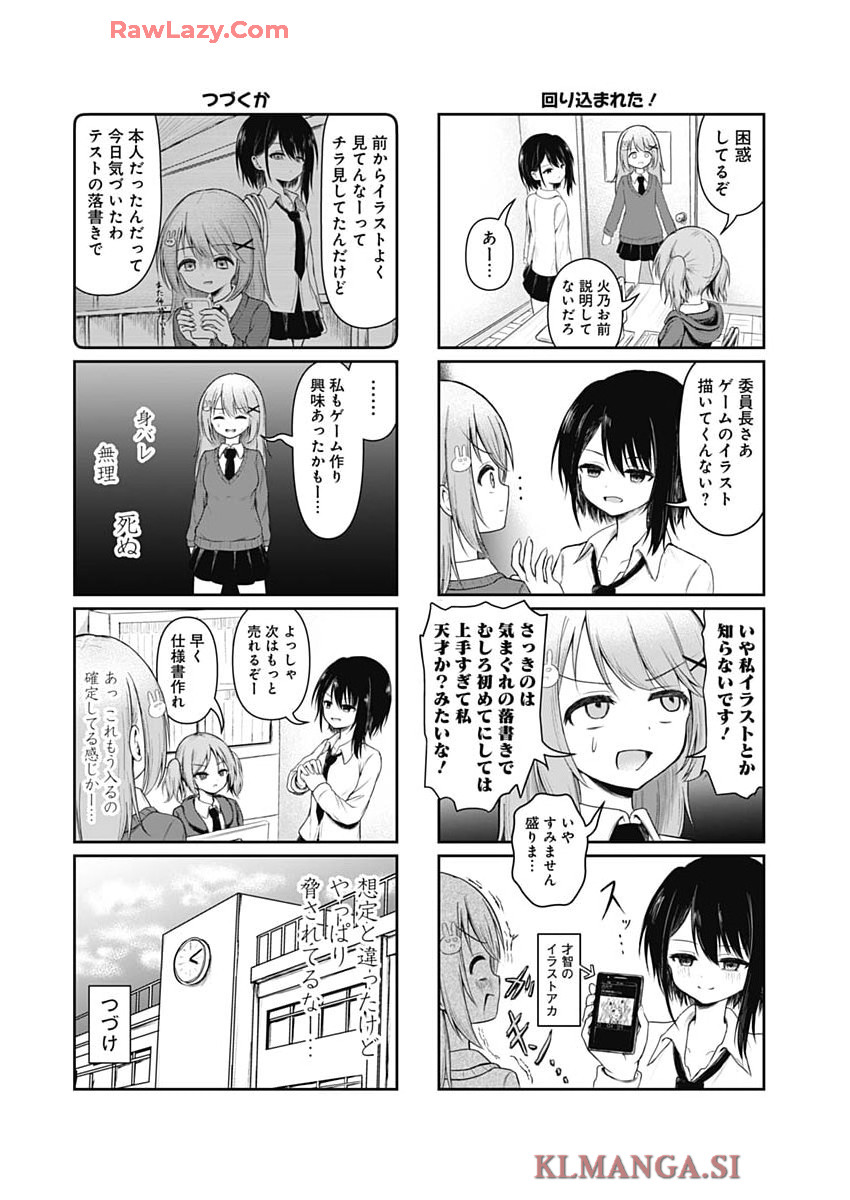 RawLazy.Com
回り込まれた！
困惑
してるぞ
あー…
火乃お前
説明して
ないだろ
委員長さあ
ゲームのイラスト
描いてくんない？
…
いや私イラストとか
知らないです！
さっきのは
気まぐれの落書きで
むしろ初めてにしては
上手すぎて私
天才か？みたいな！
いや
すみません
盛りま…
…
才智の
イラストアカ
つづくか
前からイラストよく
見てんなーって
チラ見してたんだけど
本人だったんだって
今日気づいたわ
テストの落書きで
……
私もゲーム作り
興味あったかもー…
身バレ
無理
死ぬ
よっしゃ
次はもっと
売れるぞー
早く
仕様書作れ
あっ これもう入るの
確定してる感じかー…
想定と違ったけど
やっぱり
脅されてるなー……
つづけ
KLMANGA.SI